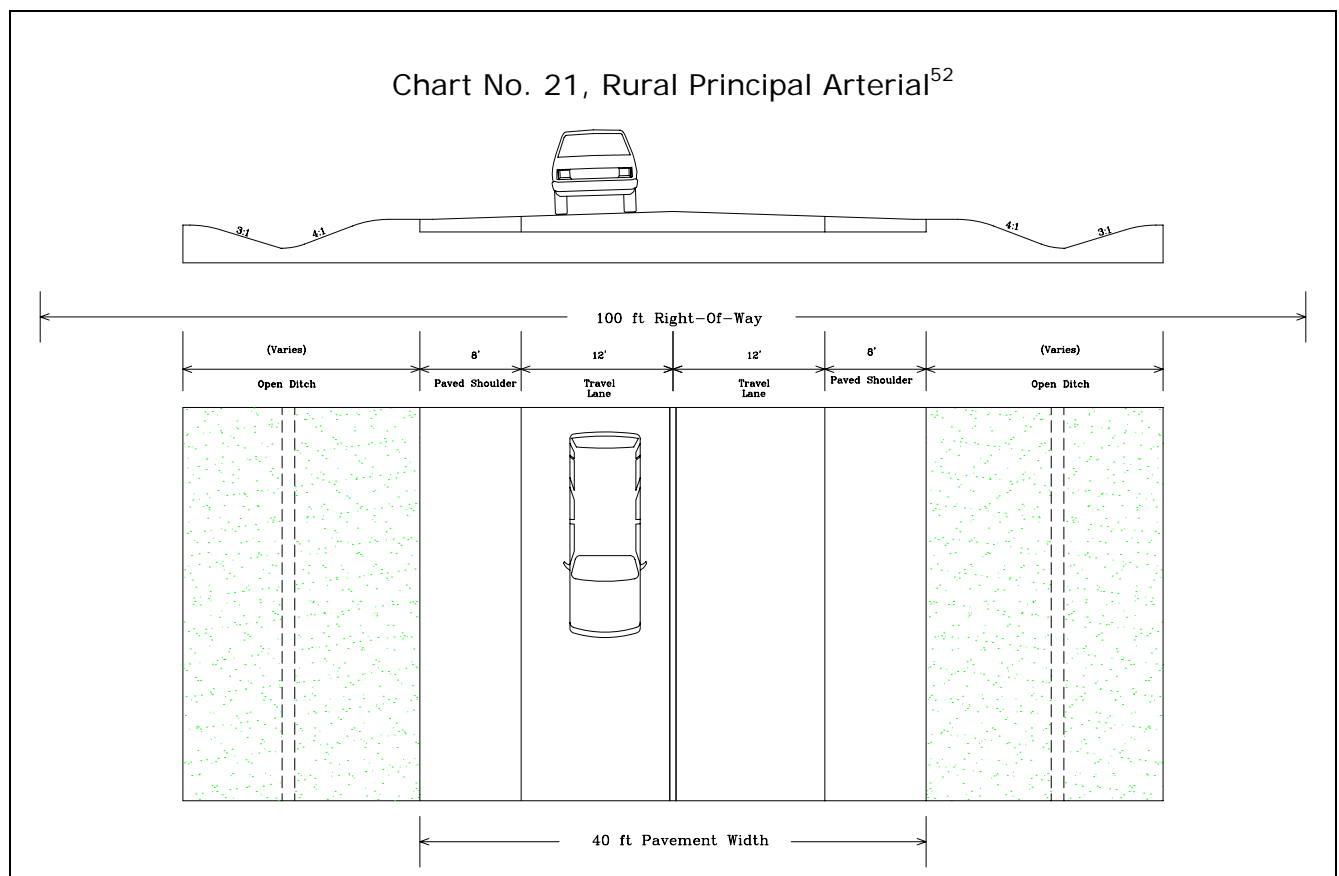 Chart No. 21, Rural Principal Arterial52
3:1
4:1
4:1
3:1
100 ft Right-Of-Way
(Varies)
8'
12'
12'
8'
(Varies)
Open Ditch
Paved Shoulder
Travel
Lane
Travel
Lane
Paved Shoulder
Open Ditch
40 ft Pavement Width